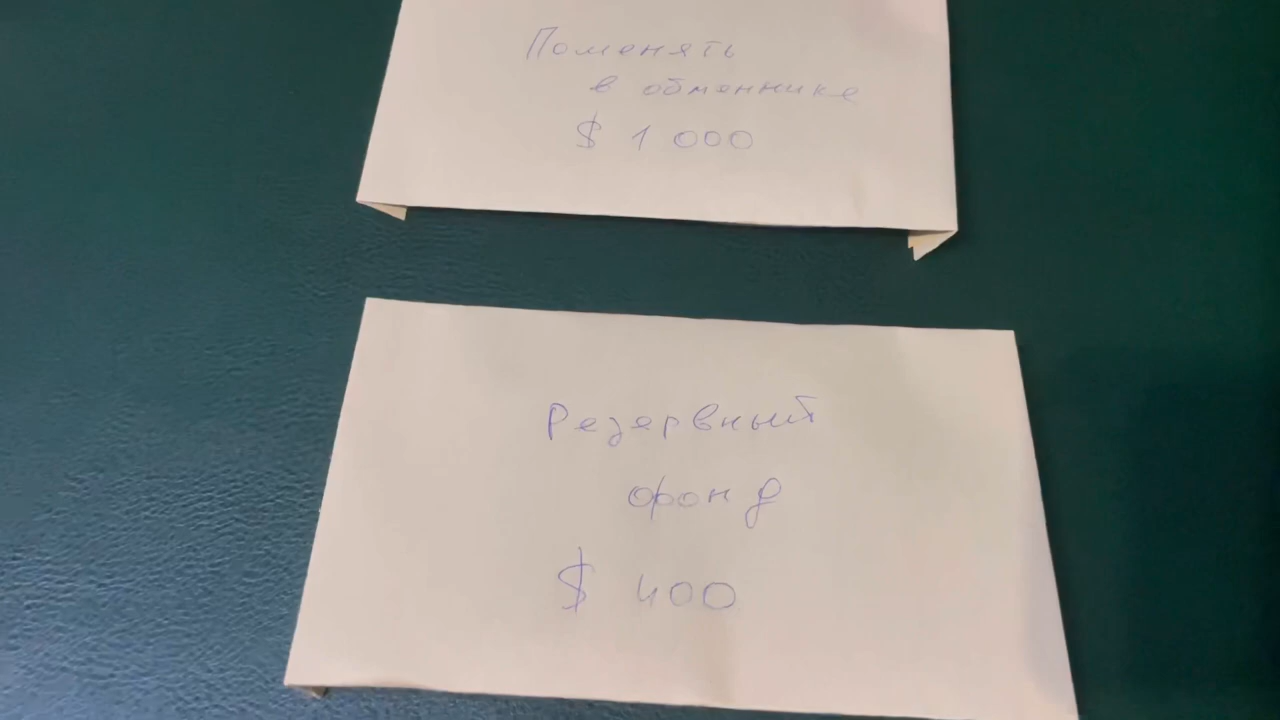 Поменять
в обменнике
$ 1 000
Резервный
фонд
$ 400